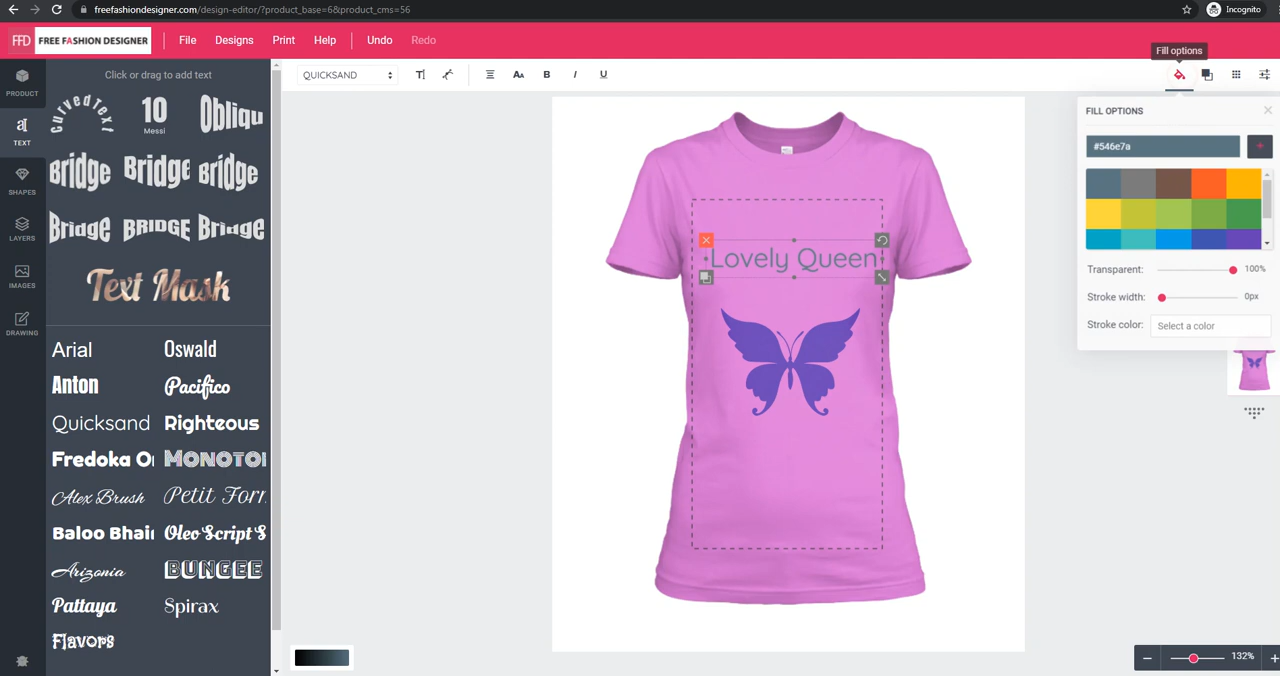 freefashiondesigner.com/design-editor/?product_base=6&product_cms=56
Incognito
FFD FREE FASHION DESIGNER
File Designs Print Help Undo Redo
Fill options
PRODUCT
TEXT
SHAPES
LAYERS
IMAGES
DRAWING
Click or drag to add text
Curved Text
10
Messi
Obliqu
Bridge Bridge Bridge
Bridge BRIDGE Bridge
Text Mask
Arial Oswald
Anton Pacifico
Quicksand Righteous
Fredoka O MONOTO
Alex Brush Petit For
Baloo Bhai Oleo Script S
Arizonia BUNGEE
Pattaya Spirax
Flavors
QUICKSAND
B I U
Lovely Queen
FILL OPTIONS
#546e7a
Transparent: 100%
Stroke width: 0px
Stroke color: Select a color
132%